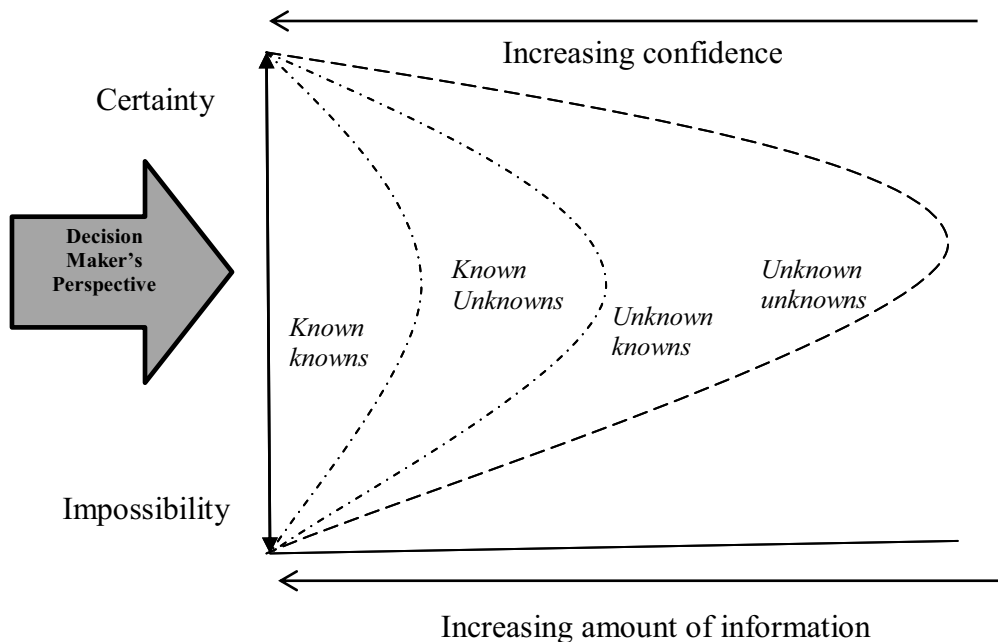 Increasing confidence
Certainty
Decision
Maker's
Perspective
Known
Unknowns
Unknown
unknowns
Known
knowns
Unknown
knowns
Impossibility
Increasing amount of information